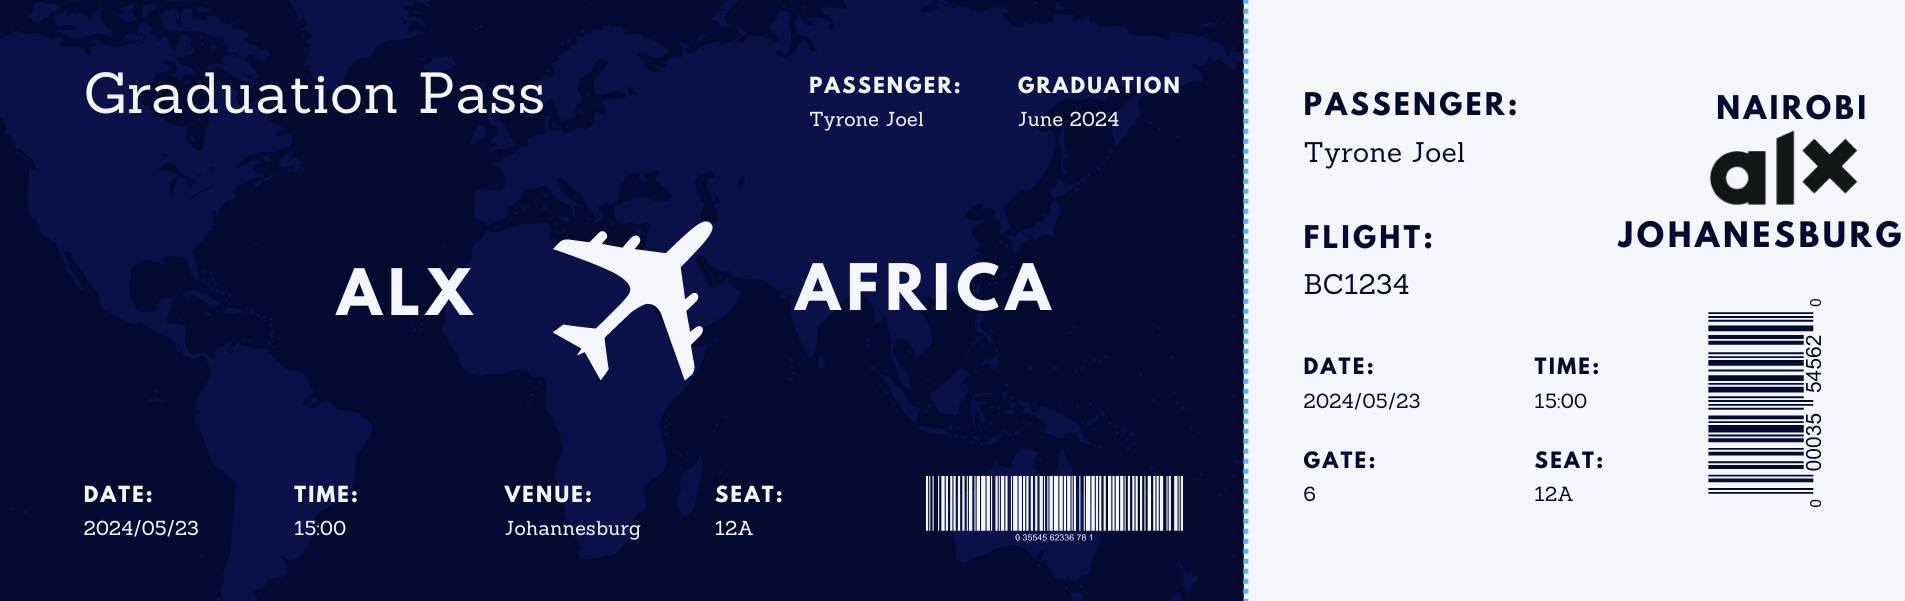 Graduation Pass
PASSENGER:
Tyrone Joel
GRADUATION
June 2024
ALX
AFRICA
DATE:
2024/05/23
TIME:
15:00
VENUE:
Johannesburg
SEAT:
12A
0 35545 62336 78 1
PASSENGER:
Tyrone Joel
FLIGHT:
BC1234
DATE:
2024/05/23
TIME:
15:00
GATE:
6
SEAT:
12A
NAIROBI
alx
JOHANESBURG
0 00035 54562 0